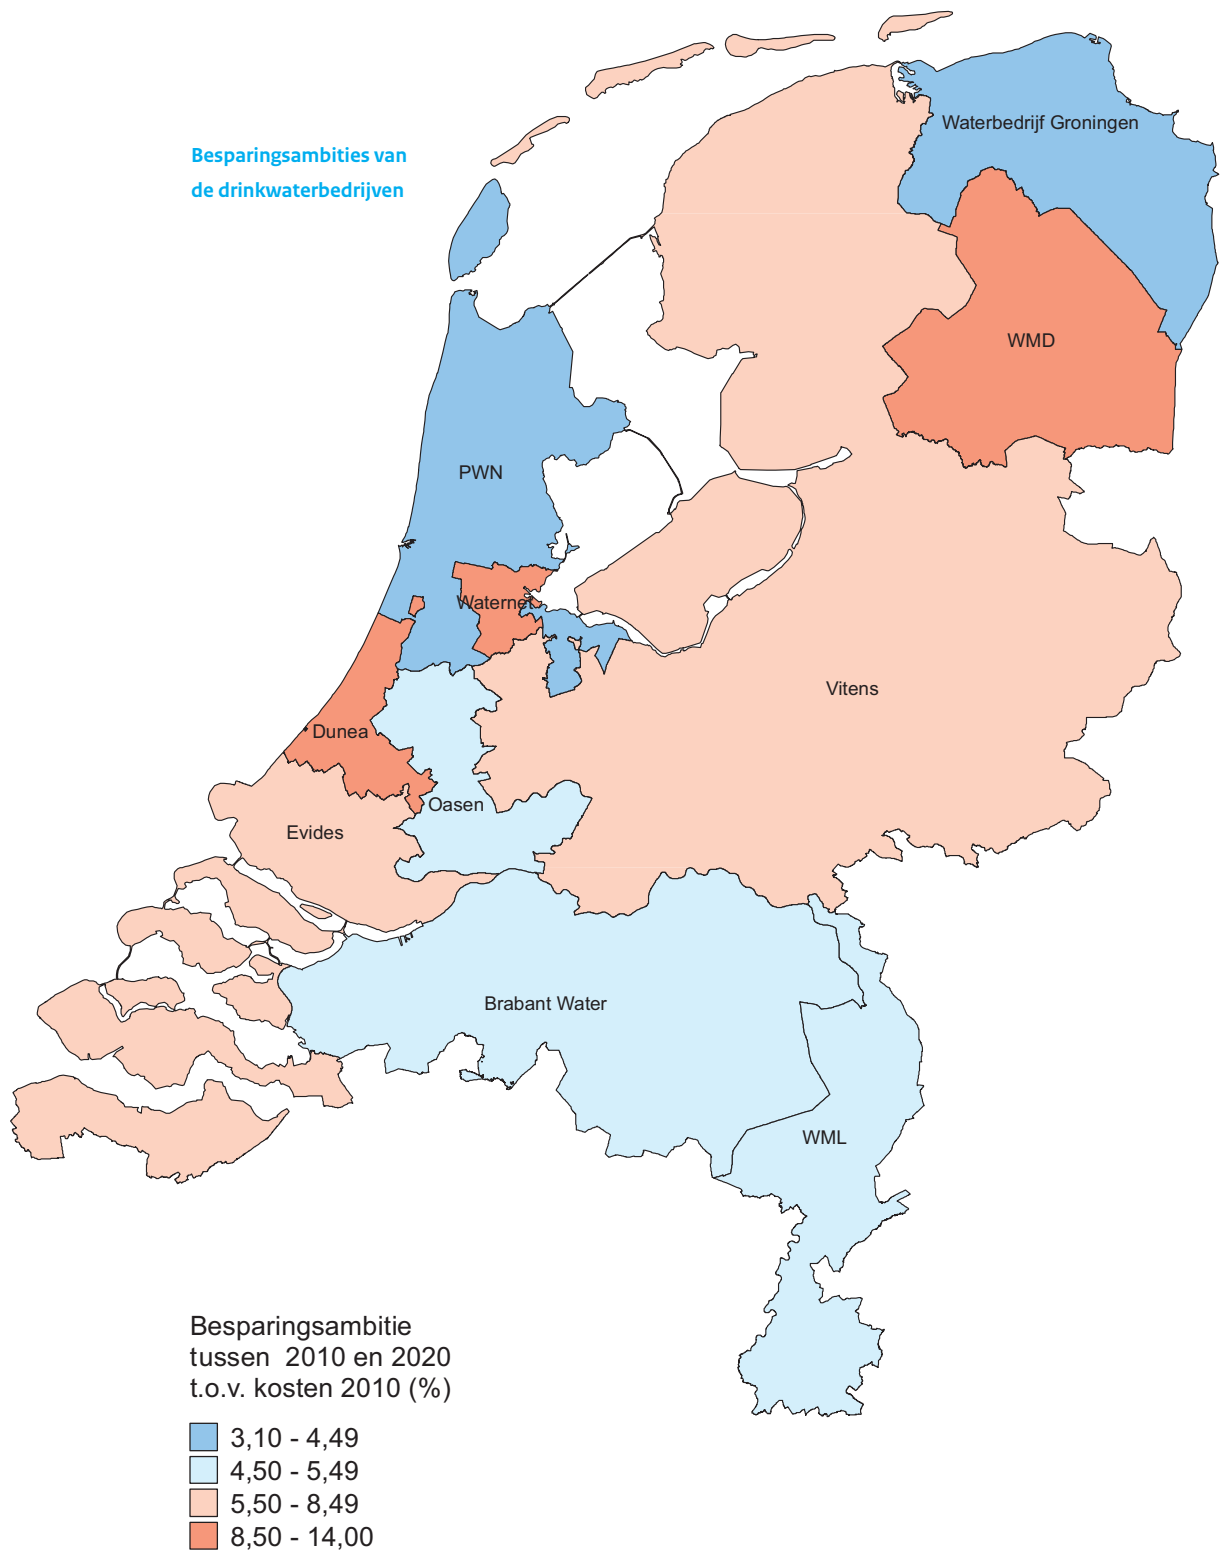 Besparingsambities van
de drinkwaterbedrijven
Waterbedrijf Groningen
WMD
PWN
Waternet
Vitens
Dunea
Oasen
Evides
Brabant Water
WML
Besparingsambitie
tussen 2010 en 2020
t.o.v. kosten 2010 (%)
3,10 - 4,49
4,50 - 5,49
5,50 - 8,49
8,50 - 14,00